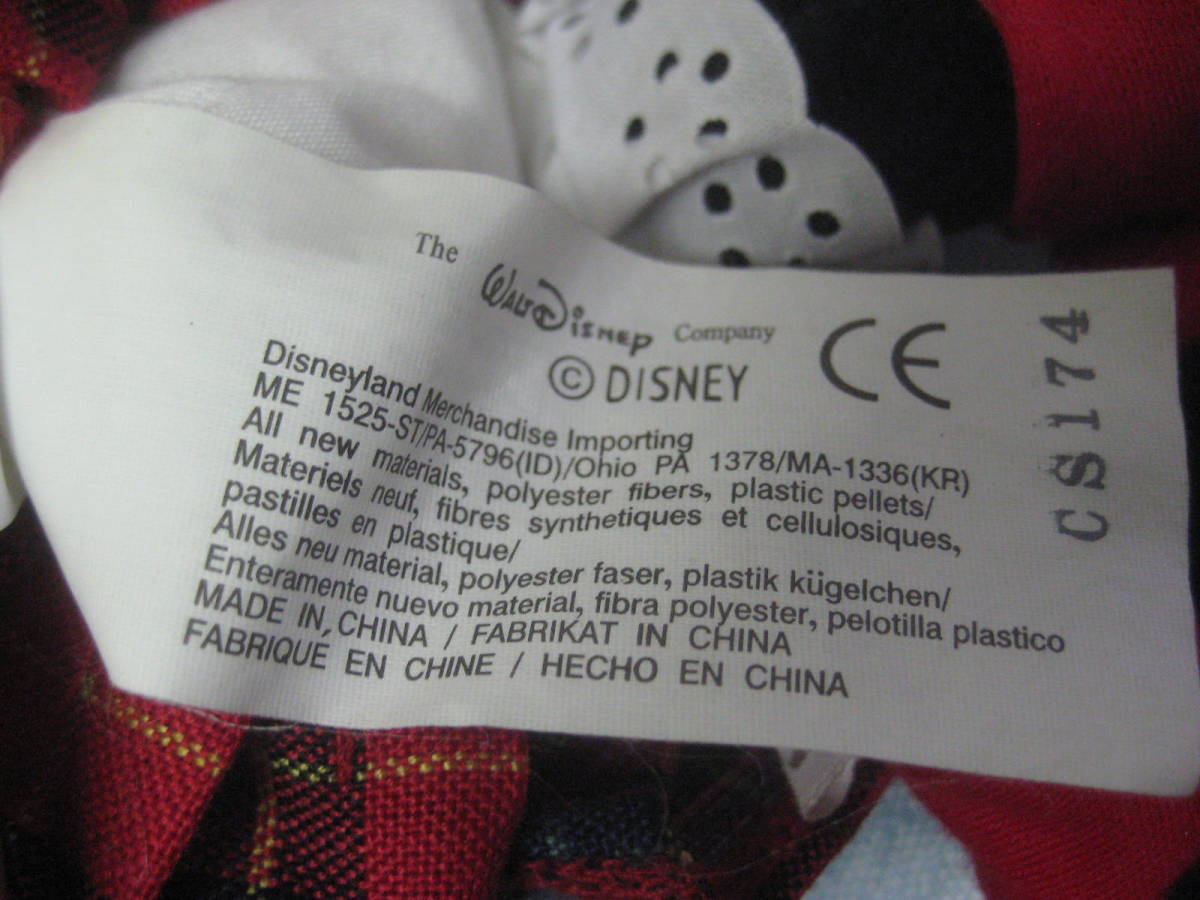 The WALT DISNEY Company
© DISNEY
CE
CS174
Disneyland Merchandise Importing
ME 1525-ST/PA-5796(ID)/Ohio PA 1378/MA-1336(KR)
All new materials, polyester fibers, plastic pellets/
Materiels neuf, fibres synthetiques et cellulosiques,
pastilles en plastique/
Alles neu material, polyester faser, plastik kügelchen/
Enteramente nuevo material, fibra polyester, pelotilla plastico
MADE IN, CHINA / FABRIKAT IN CHINA
FABRIQUE EN CHINE / HECHO EN CHINA